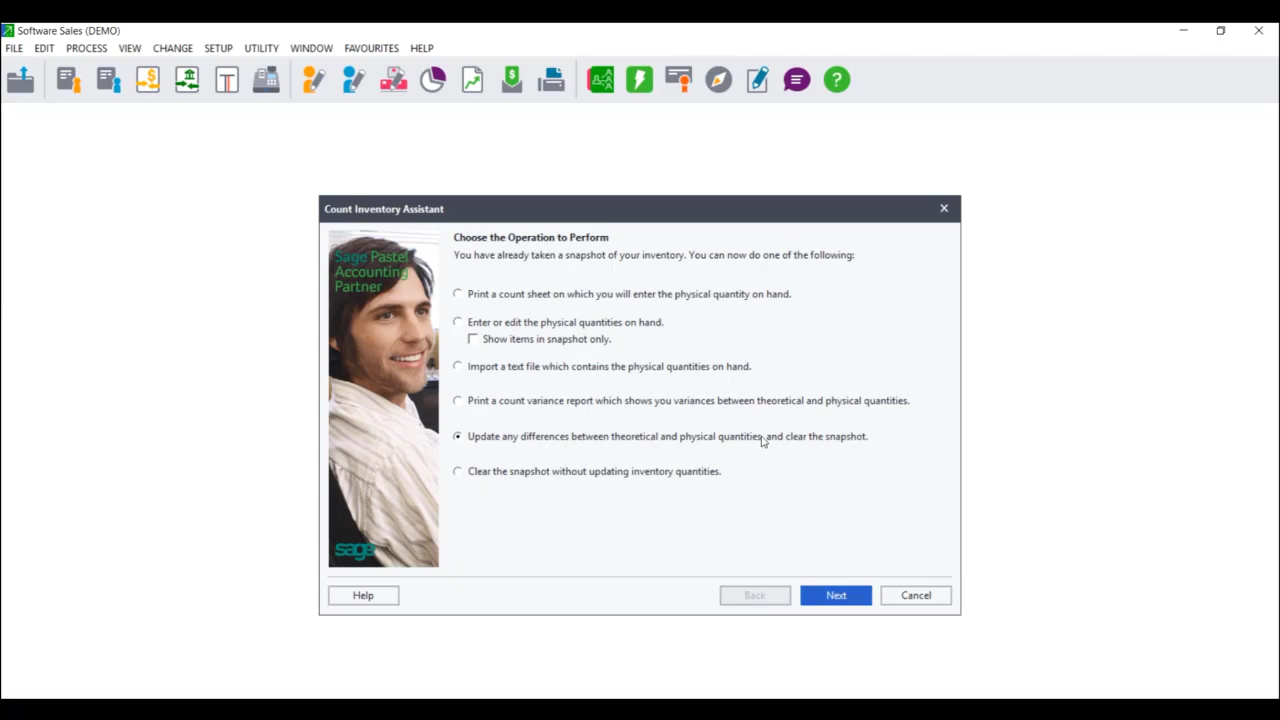 Software Sales (DEMO)
FILE EDIT PROCESS VIEW CHANGE SETUP UTILITY WINDOW FAVOURITES HELP
Count Inventory Assistant
Sage Pastel
Accounting
Partner
sage
Choose the Operation to Perform
You have already taken a snapshot of your inventory. You can now do one of the following:
Print a count sheet on which you will enter the physical quantity on hand.
Enter or edit the physical quantities on hand.
Show items in snapshot only.
Import a text file which contains the physical quantities on hand.
Print a count variance report which shows you variances between theoretical and physical quantities.
Update any differences between theoretical and physical quantities, and clear the snapshot.
Clear the snapshot without updating inventory quantities.
Help Back Next Cancel